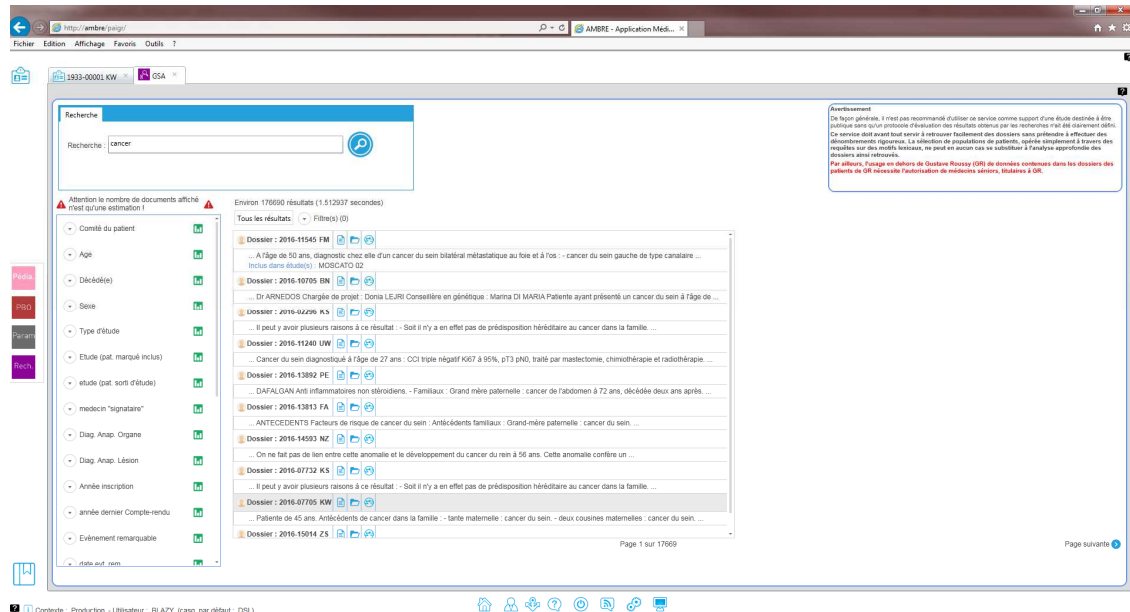 http://ambre/paigr/
AMBRE - Application Médi...
Fichier Edition Affichage Favoris Outils ?
1933-00001 KW
GSA
Recherche
Recherche : cancer
Avertissement
De façon générale, il n'est pas recommandé d'utiliser ce service comme support d'une étude destinée à être
publique sans qu'un protocole d'évaluation des résultats obtenus par les recherches n'ait été clairement défini.
Ce service doit avant tout servir à retrouver facilement des dossiers sans prétendre à effectuer des
dénombrements rigoureux. La sélection de populations de patients, opérée simplement à travers des
requêtes sur des motifs lexicaux, ne peut en aucun cas se substituer à l'analyse approfondie des
dossiers ainsi retrouvés.
Par ailleurs, l'usage en dehors de Gustave Roussy (GR) de données contenues dans les dossiers des
patients de GR nécessite l'autorisation de médecins séniors, titulaires à GR.
Attention le nombre de documents affiché
n'est qu'une estimation !
Comité du patient
Age
Décédé(e)
Sexe
Type d'étude
Etude (pat. marqué inclus)
etude (pat. sorti d'étude)
medecin "signataire"
Diag. Anap. Organe
Diag. Anap. Lésion
Année inscription
année dernier Compte-rendu
Evènement remarquable
date evt. rem.
Pédia.
PBO
Param
Rech.
Environ 176690 résultats (1.512937 secondes)
Tous les résultats Filtre(s) (0)
Dossier : 2016-11545 FM
... A l'âge de 50 ans, diagnostic chez elle d'un cancer du sein bilatéral métastatique au foie et à l'os : - cancer du sein gauche de type canalaire ...
Inclus dans étude(s) : MOSCATO 02
Dossier : 2016-10705 BN
... Dr ARNEDOS Chargée de projet : Donia LEJRI Conseillère en génétique : Marina DI MARIA Patiente ayant présenté un cancer du sein à l'âge de ...
Dossier : 2016-02296 KS
... Il peut y avoir plusieurs raisons à ce résultat : - Soit il n'y a en effet pas de prédisposition héréditaire au cancer dans la famille. ...
Dossier : 2016-11240 UW
... Cancer du sein diagnostiqué à l'âge de 27 ans : CCI triple négatif Ki67 à 95%, pT3 pN0, traité par mastectomie, chimiothérapie et radiothérapie. ...
Dossier : 2016-13892 PE
... DAFALGAN Anti inflammatoires non stéroidiens. - Familiaux : Grand mère paternelle : cancer de l'abdomen à 72 ans, décédée deux ans après. ...
Dossier : 2016-13813 FA
... ANTECEDENTS Facteurs de risque de cancer du sein : Antécédents familiaux : Grand-mère paternelle : cancer du sein. ...
Dossier : 2016-14593 NZ
... On ne fait pas de lien entre cette anomalie et le développement du cancer du rein à 56 ans. Cette anomalie confère un ...
Dossier : 2016-07732 KS
... Il peut y avoir plusieurs raisons à ce résultat : - Soit il n'y a en effet pas de prédisposition héréditaire au cancer dans la famille. ...
Dossier : 2016-07705 KW
... Patiente de 45 ans. Antécédents de cancer dans la famille : - tante maternelle : cancer du sein. - deux cousines maternelles : cancer du sein. ...
Dossier : 2016-15014 ZS
Page 1 sur 17669
Page suivante
Contexte : Production - Utilisateur : BLAZY (casq. par défaut : DSI)